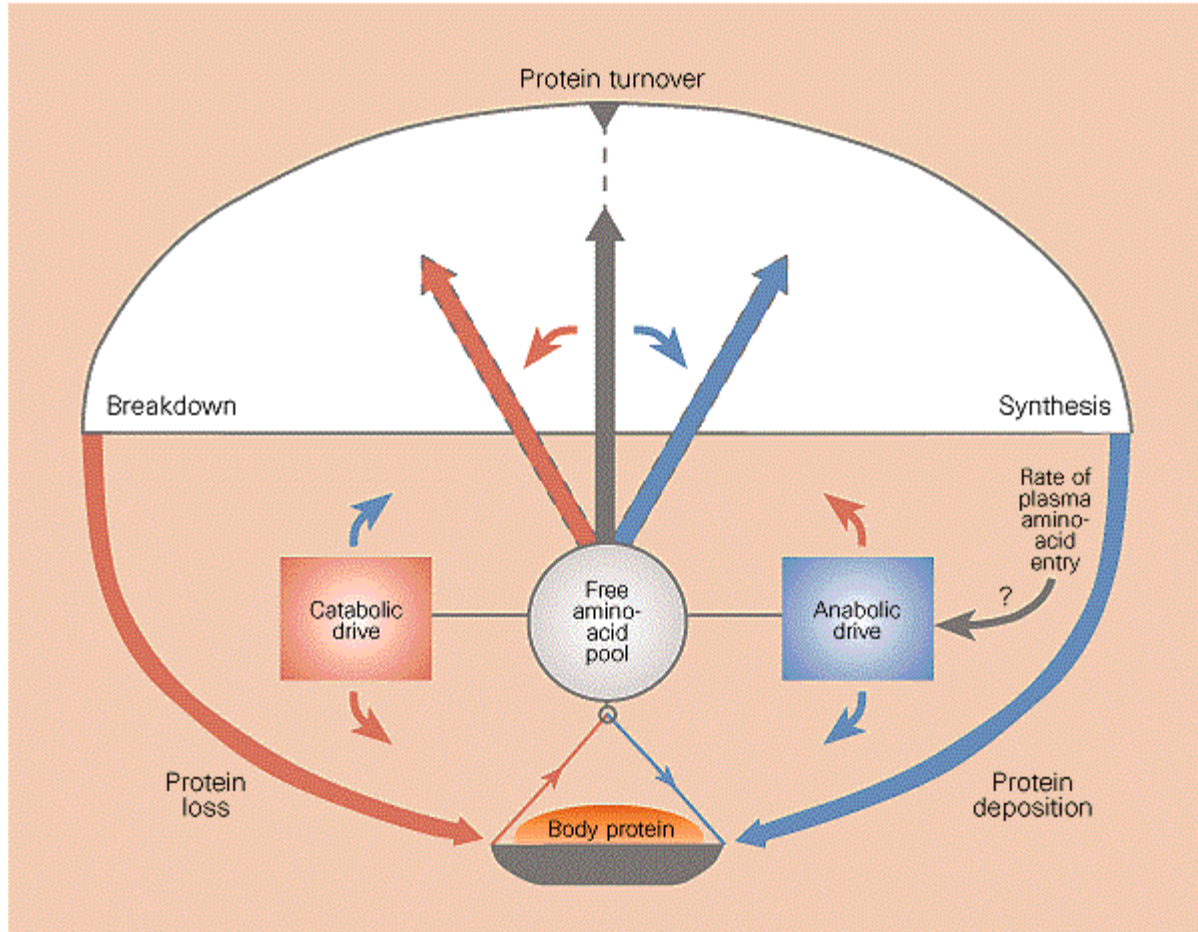 Protein turnover
Breakdown
Synthesis
Rate of
plasma
amino-
acid
entry
?
Catabolic
drive
Free
amino-
acid
pool
Anabolic
drive
Protein
loss
Protein
deposition
Body protein